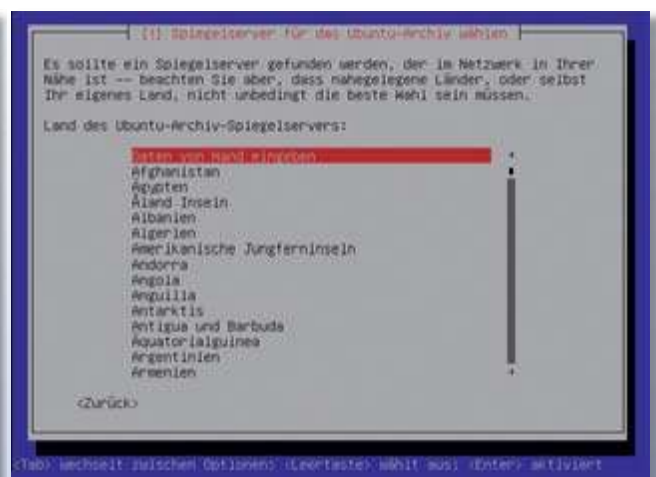 [!] Spiegelserver für das Ubuntu-Archiv wählen
Es sollte ein Spiegelserver gefunden werden, der im Netzwerk in Ihrer
Nähe ist -- beachten Sie aber, dass nahegelegene Länder, oder selbst
Ihr eigenes Land, nicht unbedingt die beste Wahl sein müssen.
Land des Ubuntu-Archiv-Spiegelservers:
Daten von Hand eingeben
Afghanistan
Ägypten
Åland Inseln
Albanien
Algerien
Amerikanische Jungferninseln
Andorra
Angola
Anguilla
Antarktis
Antigua und Barbuda
Äquatorialguinea
Argentinien
Armenien
<Zurück>
<Tab> wechselt zwischen Optionen; <Leertaste> wählt aus; <Enter> aktiviert